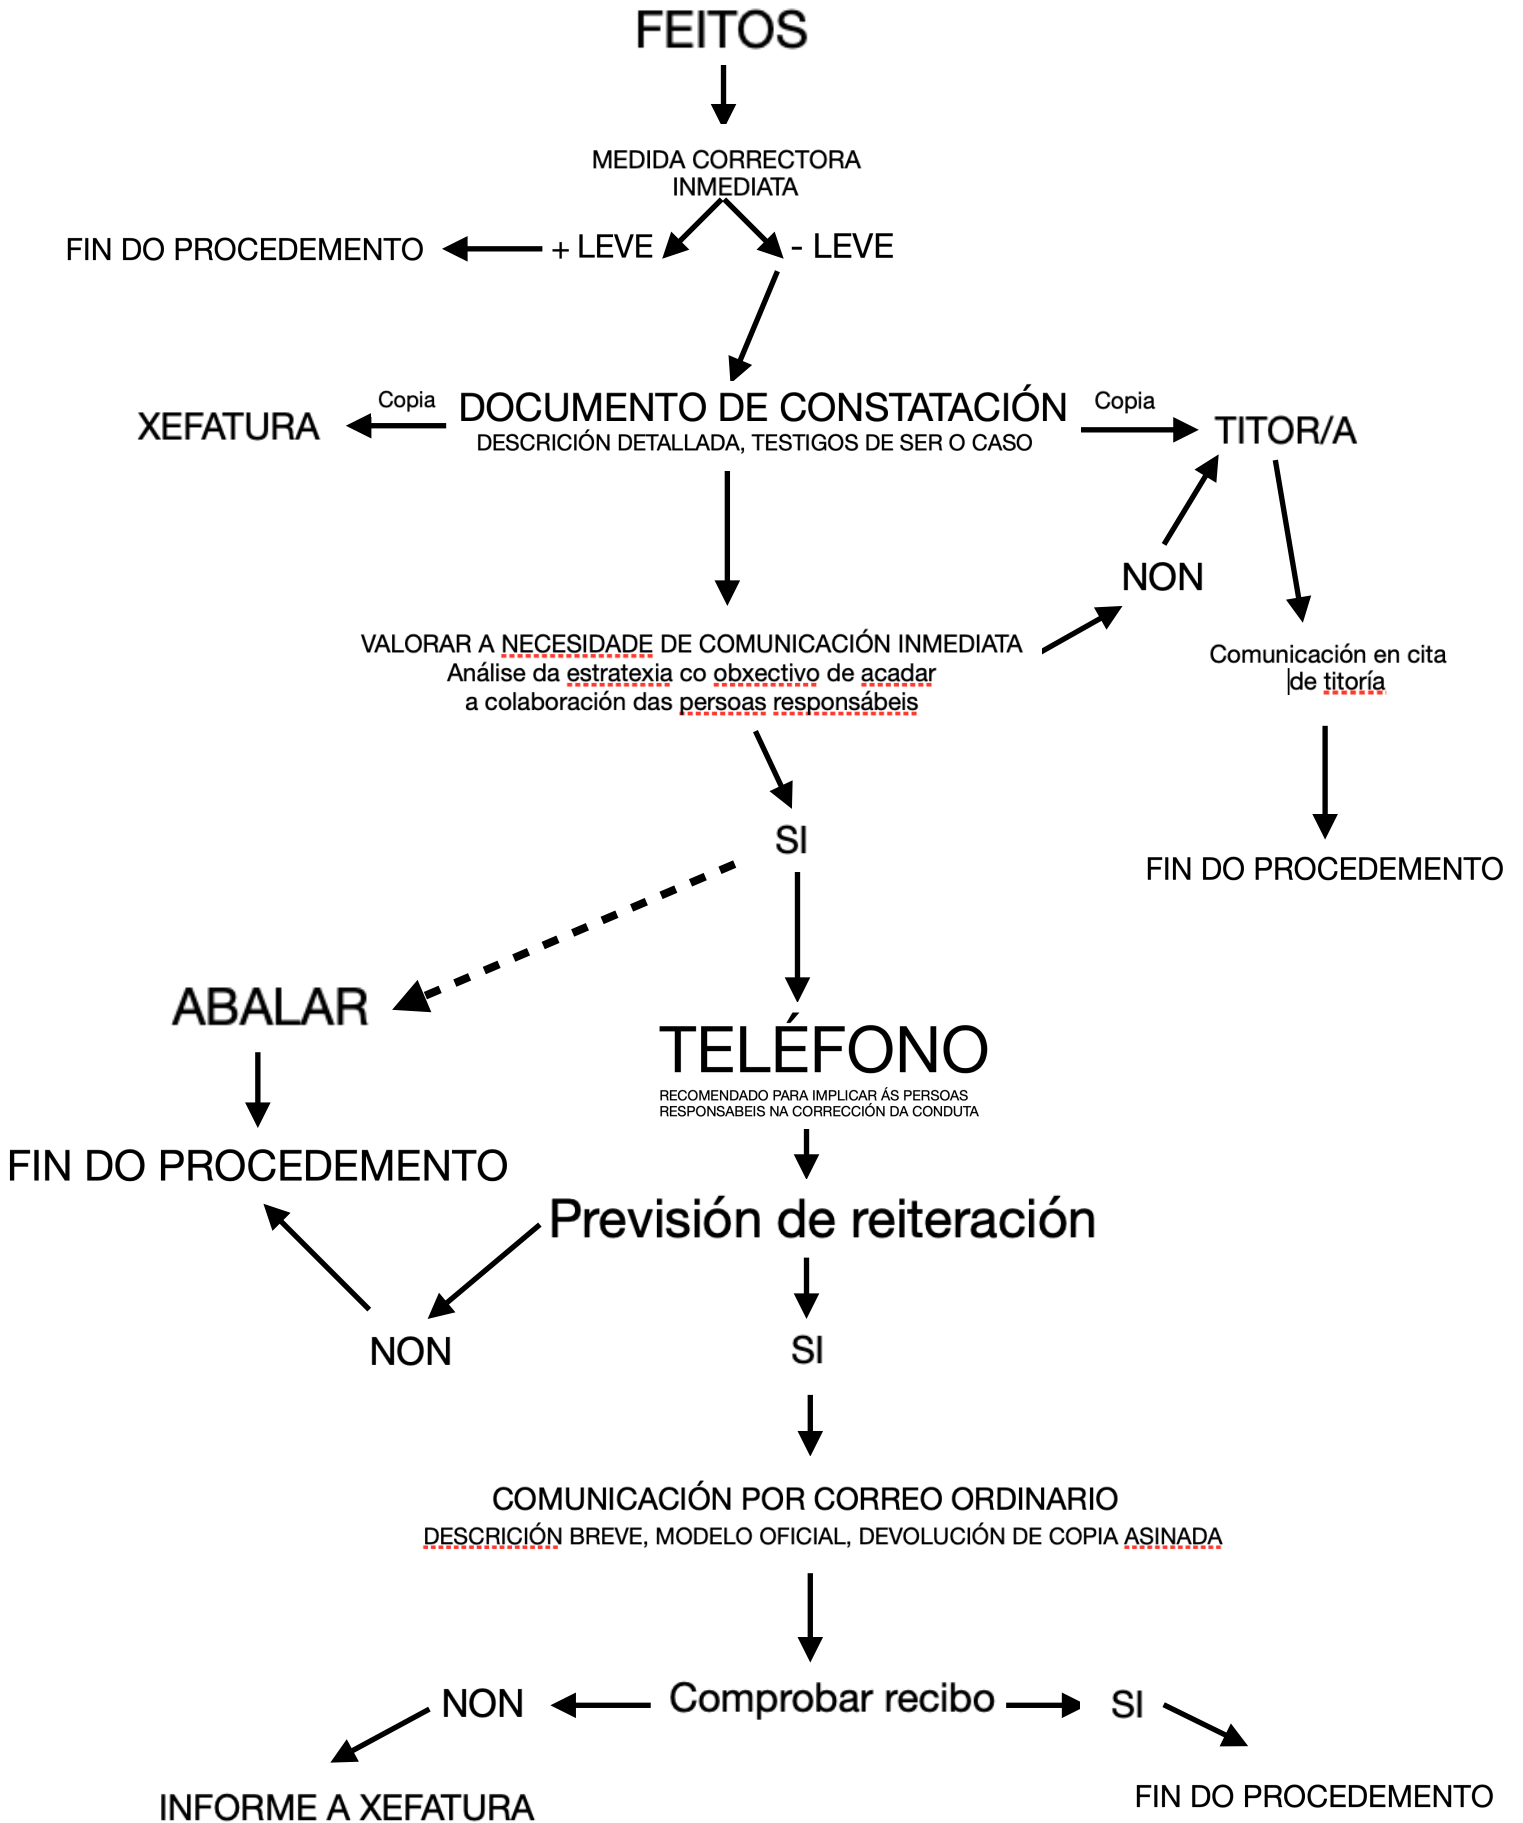 FEITOS
MEDIDA CORRECTORA
INMEDIATA
FIN DO PROCEDEMENTO
+ LEVE
- LEVE
Copia
DOCUMENTO DE CONSTATACIÓN
Copia
XEFATURA
DESCRICIÓN DETALLADA, TESTIGOS DE SER O CASO
TITOR/A
NON
VALORAR A NECESIDADE DE COMUNICACIÓN INMEDIATA
Análise da estratexia co obxectivo de acadar
a colaboración das persoas responsábeis
Comunicación en cita
de titoría
SI
FIN DO PROCEDEMENTO
ABALAR
TELÉFONO
RECOMENDADO PARA IMPLICAR ÁS PERSOAS
RESPONSABEIS NA CORRECCIÓN DA CONDUTA
FIN DO PROCEDEMENTO
Previsión de reiteración
NON
SI
COMUNICACIÓN POR CORREO ORDINARIO
DESCRICIÓN BREVE, MODELO OFICIAL, DEVOLUCIÓN DE COPIA ASINADA
NON
Comprobar recibo
SI
INFORME A XEFATURA
FIN DO PROCEDEMENTO